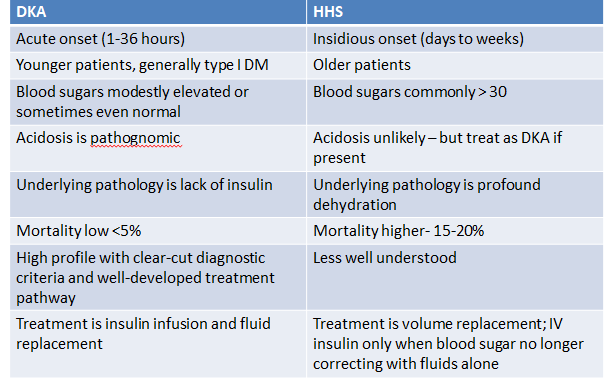 DKA HHS
Acute onset (1-36 hours) Insidious onset (days to weeks)
Younger patients, generally type I DM Older patients
Blood sugars modestly elevated or Blood sugars commonly > 30
sometimes even normal
Acidosis is pathognomic Acidosis unlikely – but treat as DKA if
present
Underlying pathology is lack of insulin Underlying pathology is profound
dehydration
Mortality low <5% Mortality higher- 15-20%
High profile with clear-cut diagnostic Less well understood
criteria and well-developed treatment
pathway
Treatment is insulin infusion and fluid Treatment is volume replacement; IV
replacement insulin only when blood sugar no longer
correcting with fluids alone